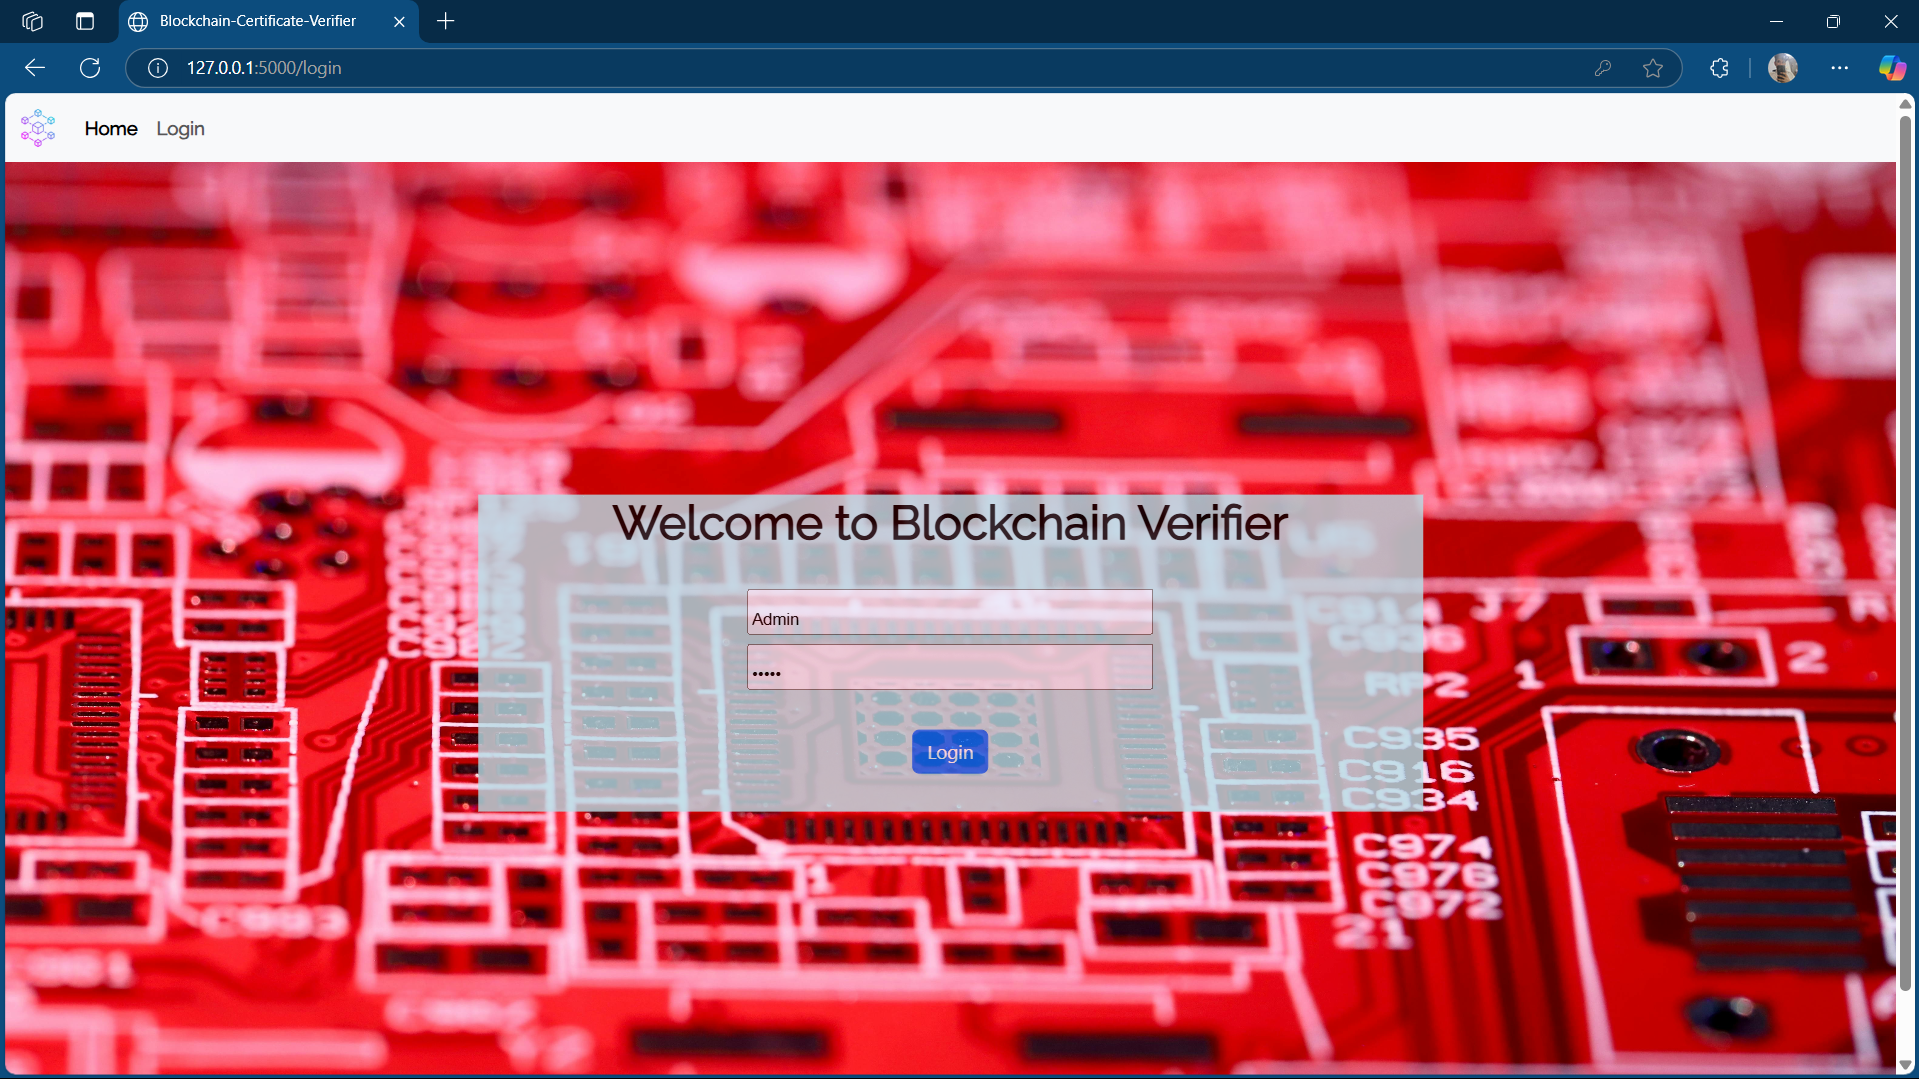 Blockchain-Certificate-Verifier
127.0.0.1:5000/login
Home Login
Welcome to Blockchain Verifier
Admin
•••••
Login
C914 J7
C936
RP2 1 2
C935
C916
C934
C974
C976
C972
21
1
C993